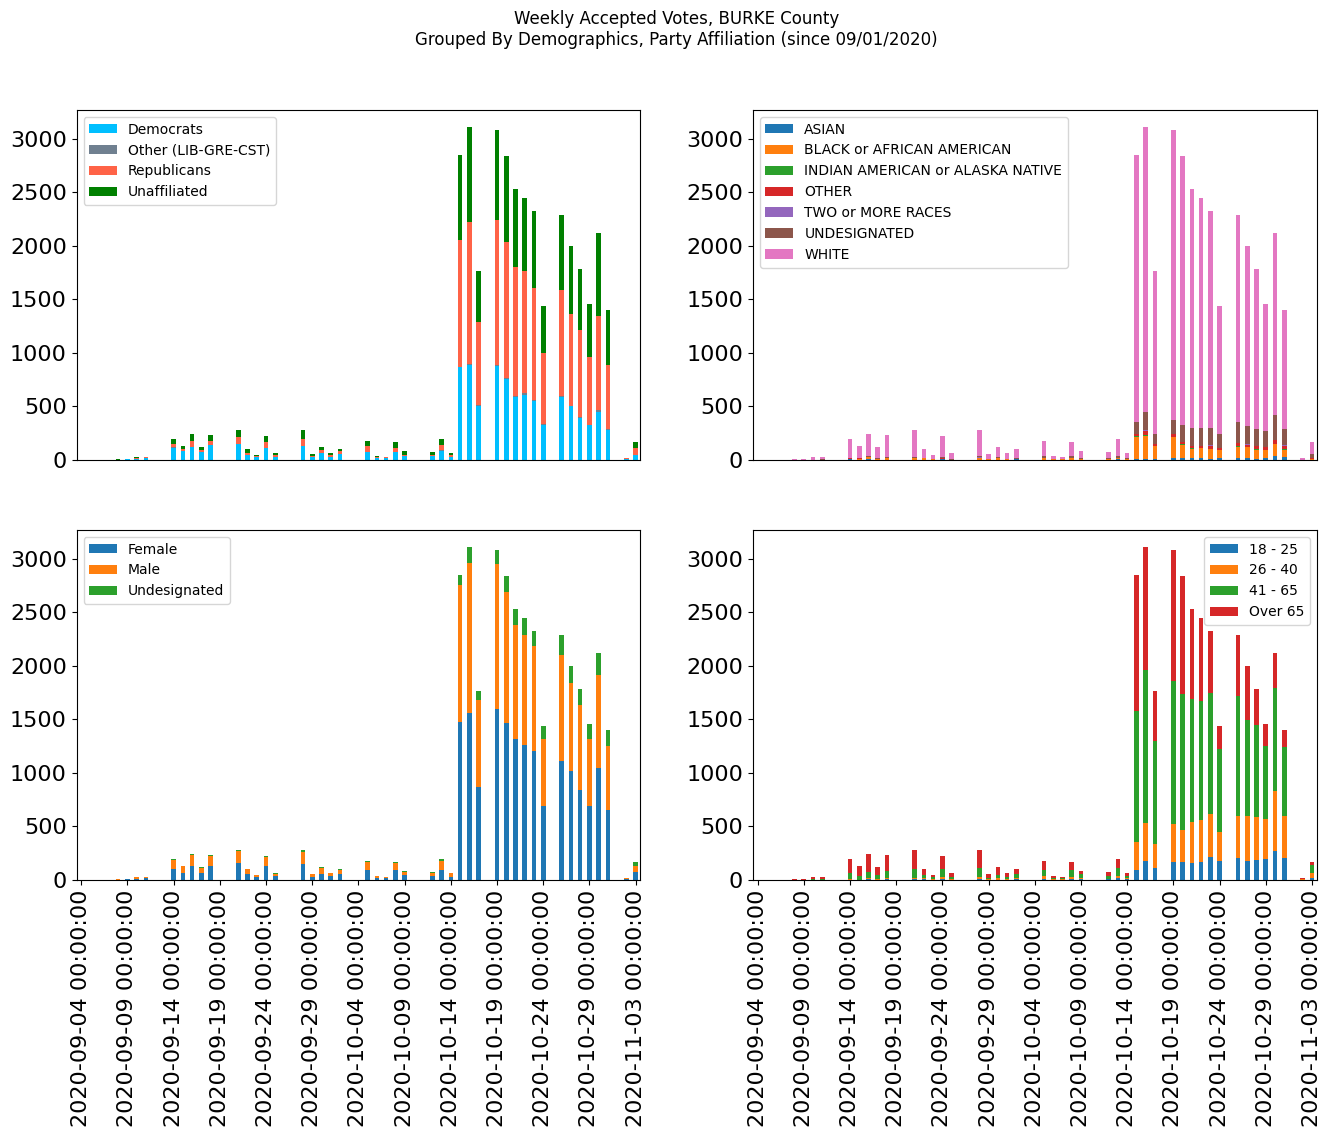 Weekly Accepted Votes, BURKE County
Grouped By Demographics, Party Affiliation (since 09/01/2020)
3000
2500
2000
1500
1000
500
0
Democrats
Other (LIB-GRE-CST)
Republicans
Unaffiliated
3000
2500
2000
1500
1000
500
0
ASIAN
BLACK or AFRICAN AMERICAN
INDIAN AMERICAN or ALASKA NATIVE
OTHER
TWO or MORE RACES
UNDESIGNATED
WHITE
3000
2500
2000
1500
1000
500
0
Female
Male
Undesignated
2020-09-04 00:00:00
2020-09-09 00:00:00
2020-09-14 00:00:00
2020-09-19 00:00:00
2020-09-24 00:00:00
2020-09-29 00:00:00
2020-10-04 00:00:00
2020-10-09 00:00:00
2020-10-14 00:00:00
2020-10-19 00:00:00
2020-10-24 00:00:00
2020-10-29 00:00:00
2020-11-03 00:00:00
3000
2500
2000
1500
1000
500
0
18 - 25
26 - 40
41 - 65
Over 65
2020-09-04 00:00:00
2020-09-09 00:00:00
2020-09-14 00:00:00
2020-09-19 00:00:00
2020-09-24 00:00:00
2020-09-29 00:00:00
2020-10-04 00:00:00
2020-10-09 00:00:00
2020-10-14 00:00:00
2020-10-19 00:00:00
2020-10-24 00:00:00
2020-10-29 00:00:00
2020-11-03 00:00:00